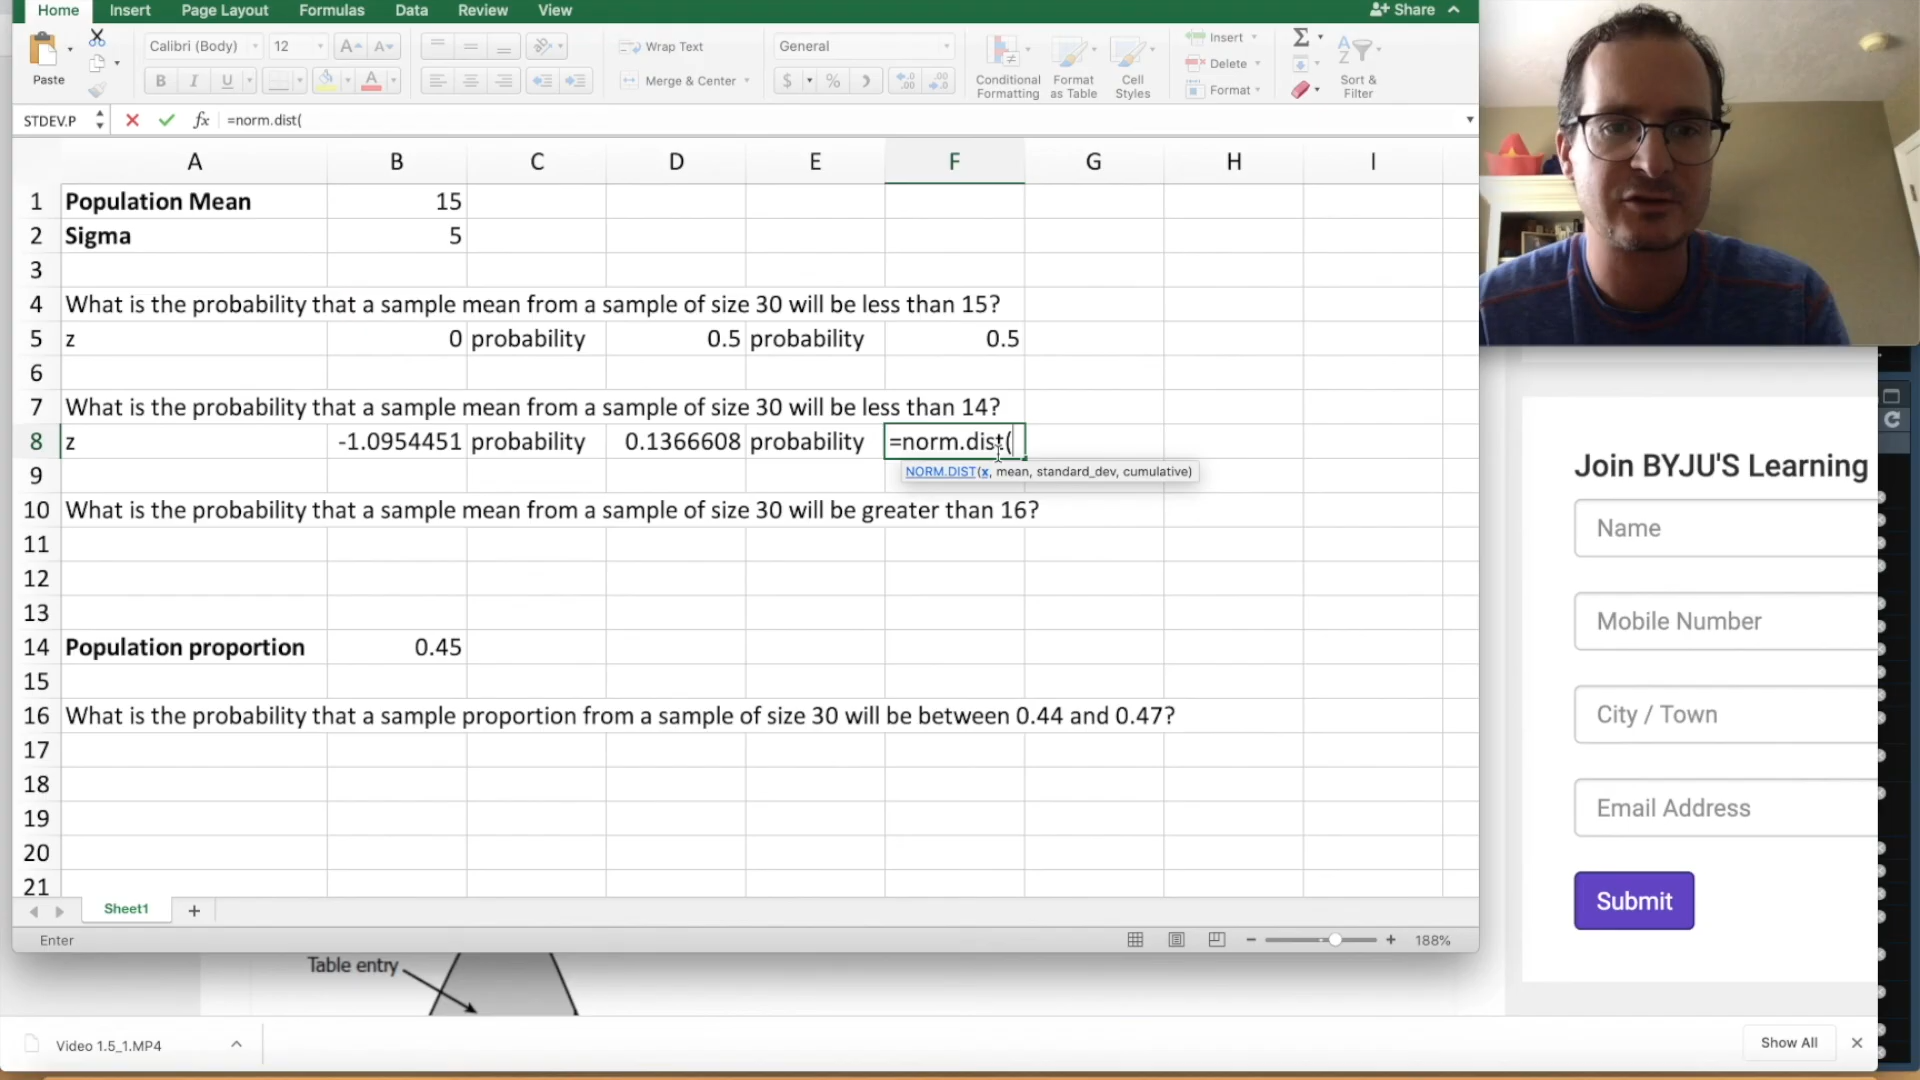 Home Insert Page Layout Formulas Data Review View Share
Paste
Calibri (Body) 12
Wrap Text
Merge & Center
General
Conditional Formatting
Format as Table
Cell Styles
Insert
Delete
Format
Sort & Filter
STDEV.P fx =norm.dist(
A B C D E F G H I
1 Population Mean 15
2 Sigma 5
3
4 What is the probability that a sample mean from a sample of size 30 will be less than 15?
5 z 0 probability 0.5 probability 0.5
6
7 What is the probability that a sample mean from a sample of size 30 will be less than 14?
8 z -1.0954451 probability 0.1366608 probability =norm.dist(
NORM.DIST(x, mean, standard_dev, cumulative)
9
10 What is the probability that a sample mean from a sample of size 30 will be greater than 16?
11
12
13
14 Population proportion 0.45
15
16 What is the probability that a sample proportion from a sample of size 30 will be between 0.44 and 0.47?
17
18
19
20
21
Sheet1
Enter 188%
Join BYJU'S Learning
Name
Mobile Number
City / Town
Email Address
Submit
Table entry
Video 1.5_1.MP4
Show All